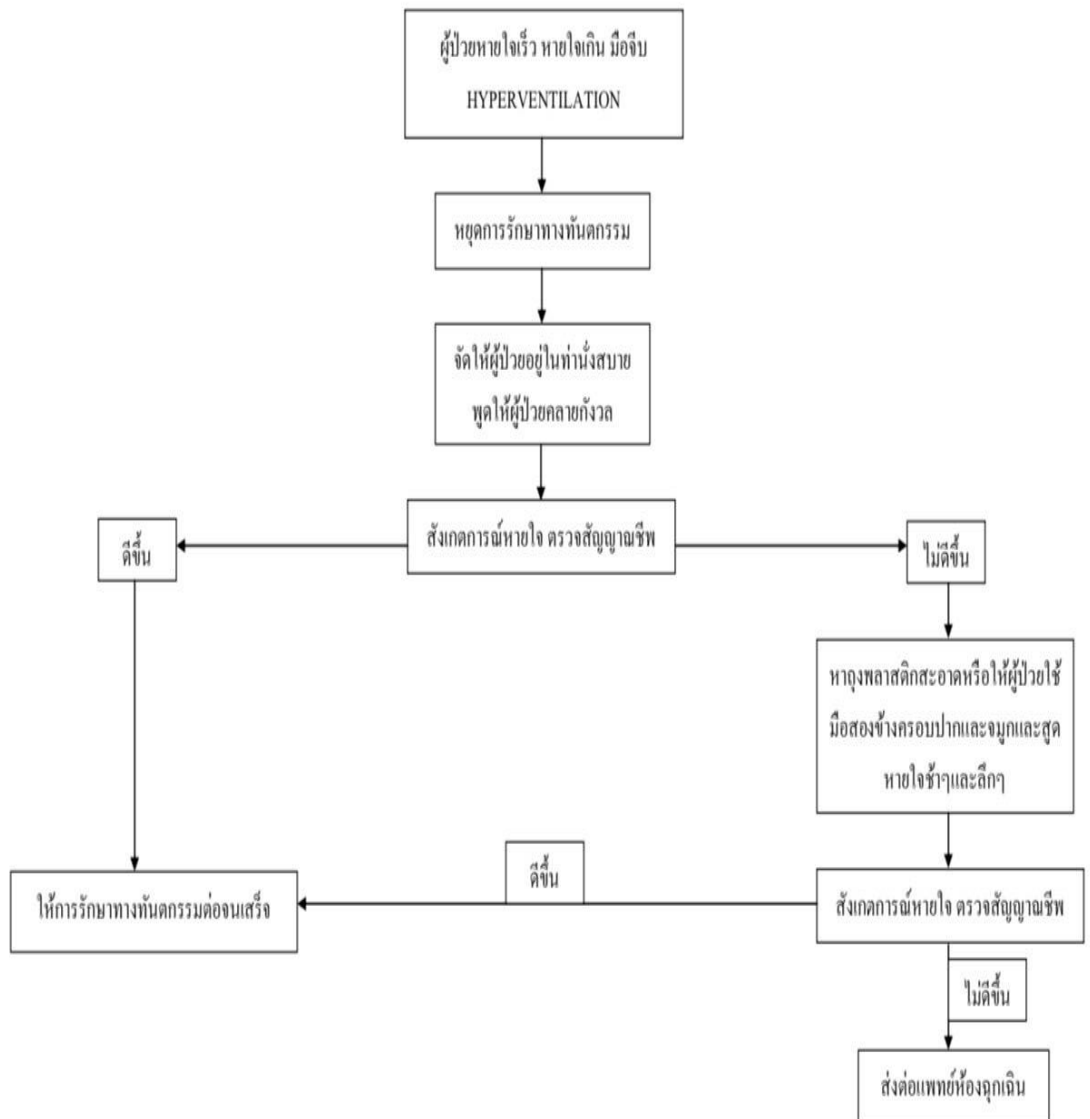 ผู้ป่วยหายใจเร็ว หายใจเกิน มือจีบ
HYPERVENTILATION
หยุดการรักษาทางทันตกรรม
จัดให้ผู้ป่วยอยู่ในท่านั่งสบาย
พูดให้ผู้ป่วยคลายกังวล
สังเกตการณ์หายใจ ตรวจสัญญาณชีพ
ดีขึ้น
ไม่ดีขึ้น
หาถุงพลาสติกสะอาดหรือให้ผู้ป่วยใช้
มือสองข้างครอบปากและจมูกและสูด
หายใจช้าๆและลึกๆ
ดีขึ้น
ให้การรักษาทางทันตกรรมต่อจนเสร็จ
สังเกตการณ์หายใจ ตรวจสัญญาณชีพ
ไม่ดีขึ้น
ส่งต่อแพทย์ห้องฉุกเฉิน